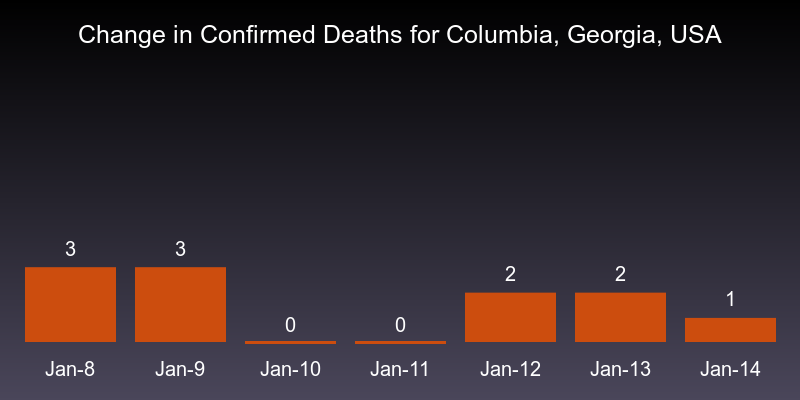 Change in Confirmed Deaths for Columbia, Georgia, USA
3 3 0 0 2 2 1
Jan-8 Jan-9 Jan-10 Jan-11 Jan-12 Jan-13 Jan-14